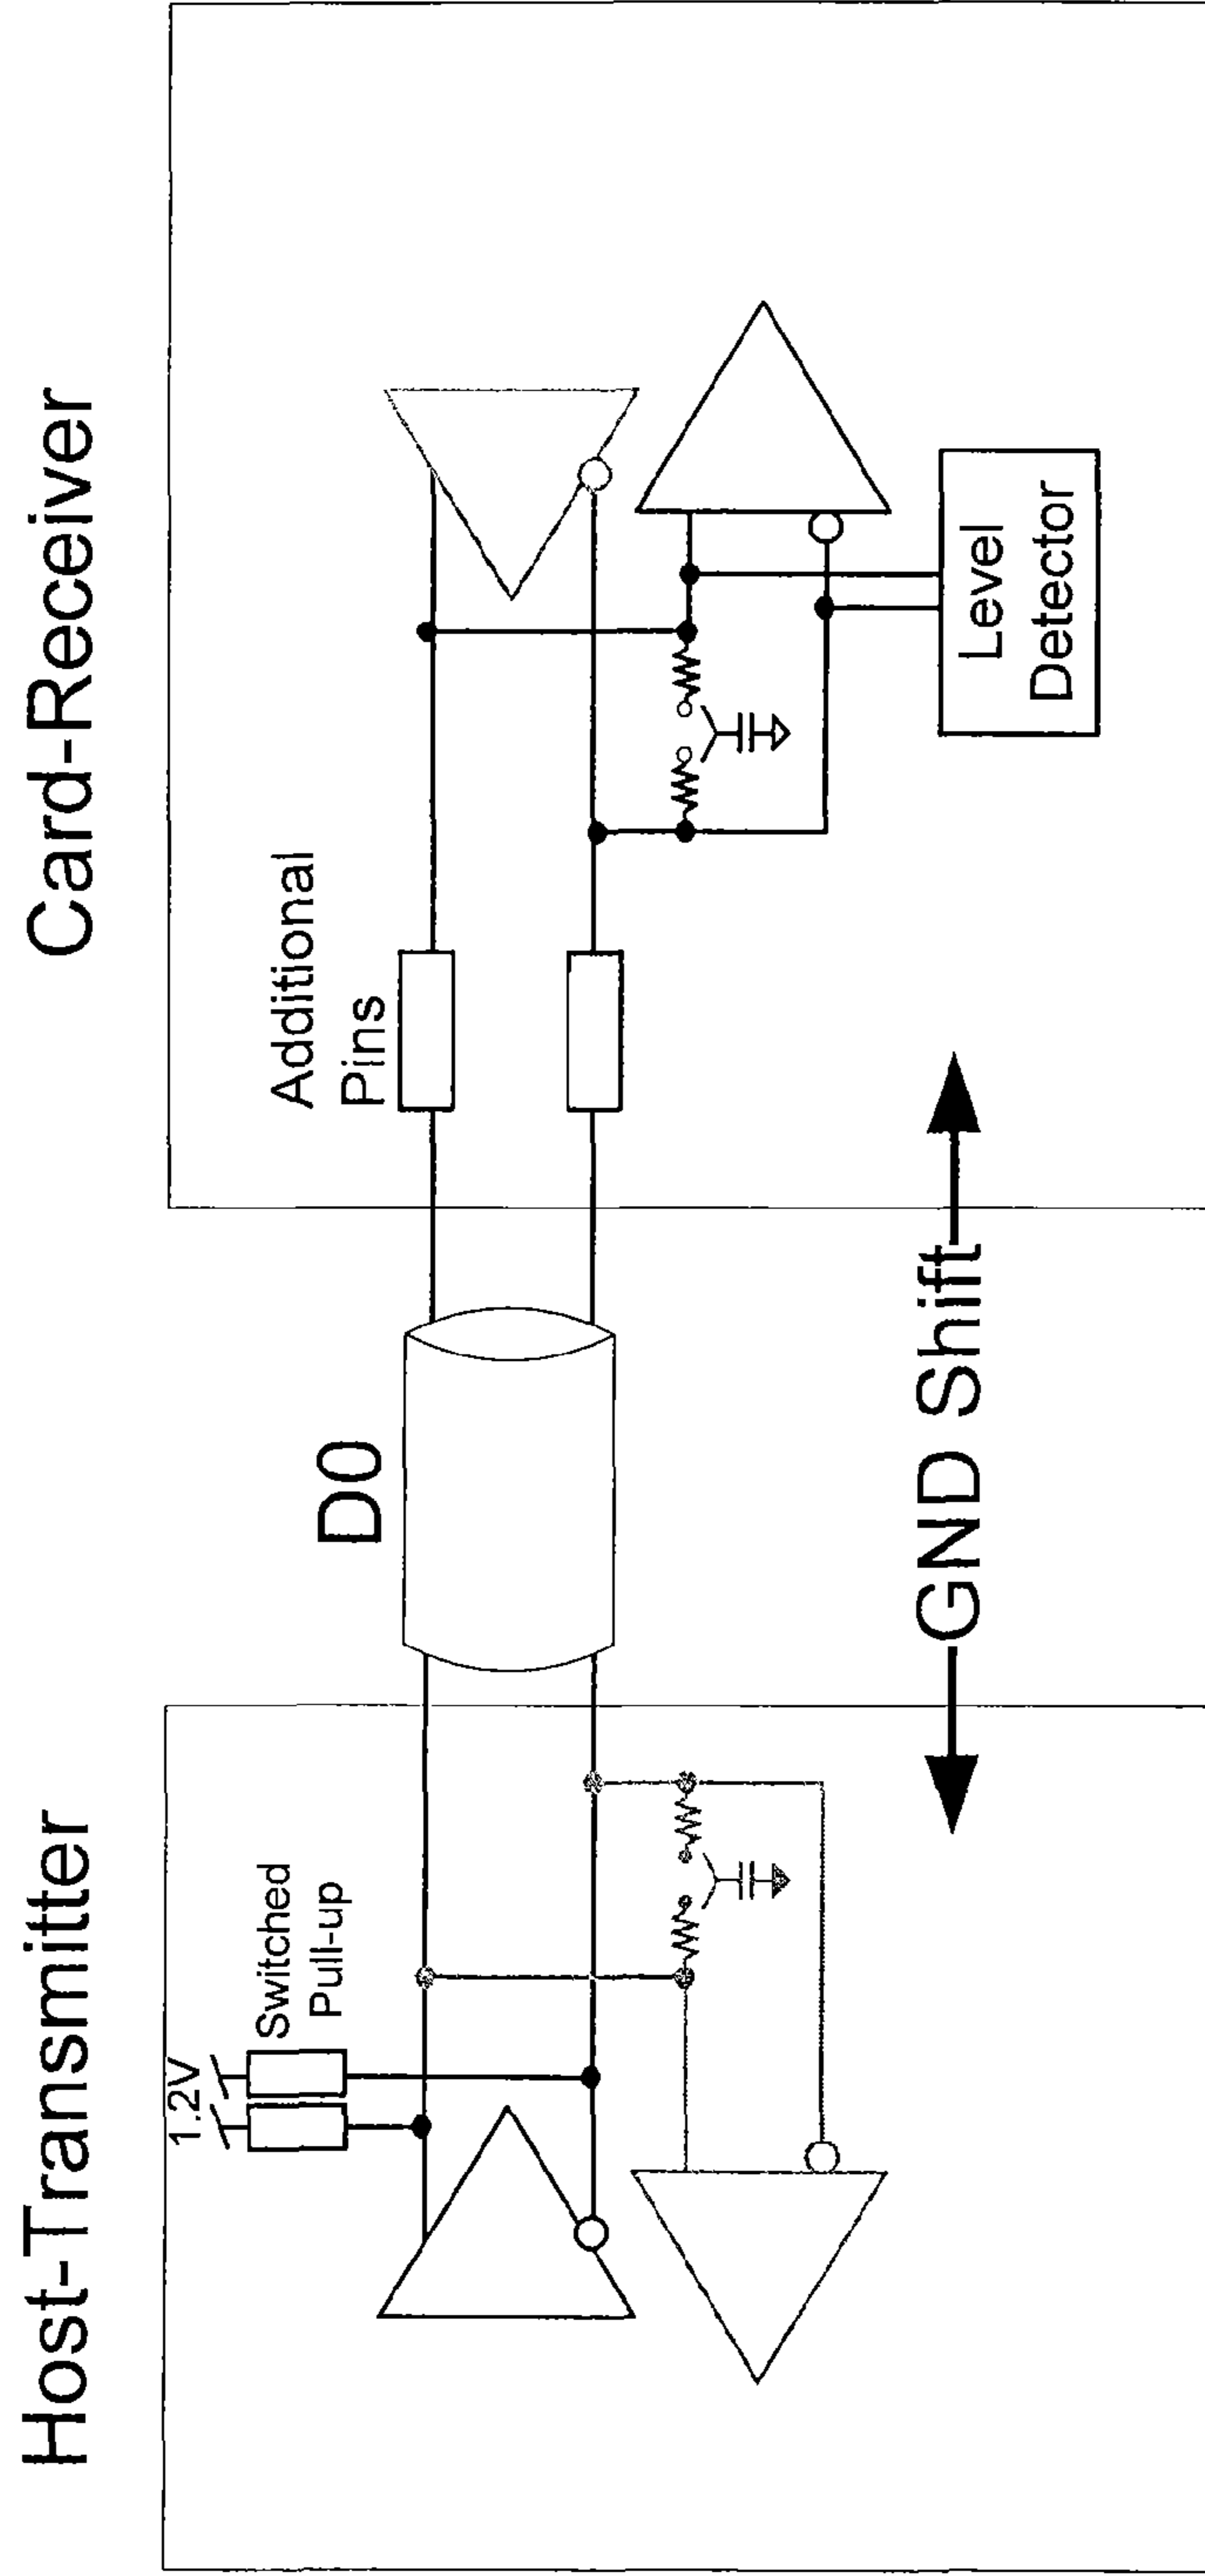 Host-Transmitter
Card-Receiver
1.2V
Switched
Pull-up
D0
Additional
Pins
Level
Detector
GND Shift